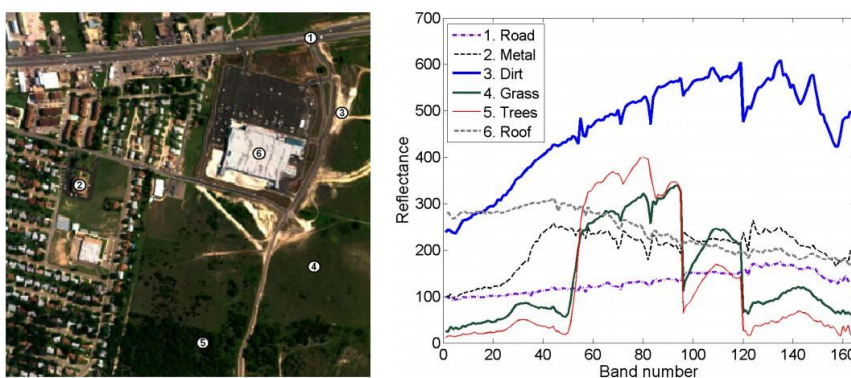 1
3
6
2
4
5
700
600
500
400
300
200
100
0
Reflectance
1. Road
2. Metal
3. Dirt
4. Grass
5. Trees
6. Roof
0 20 40 60 80 100 120 140 160
Band number